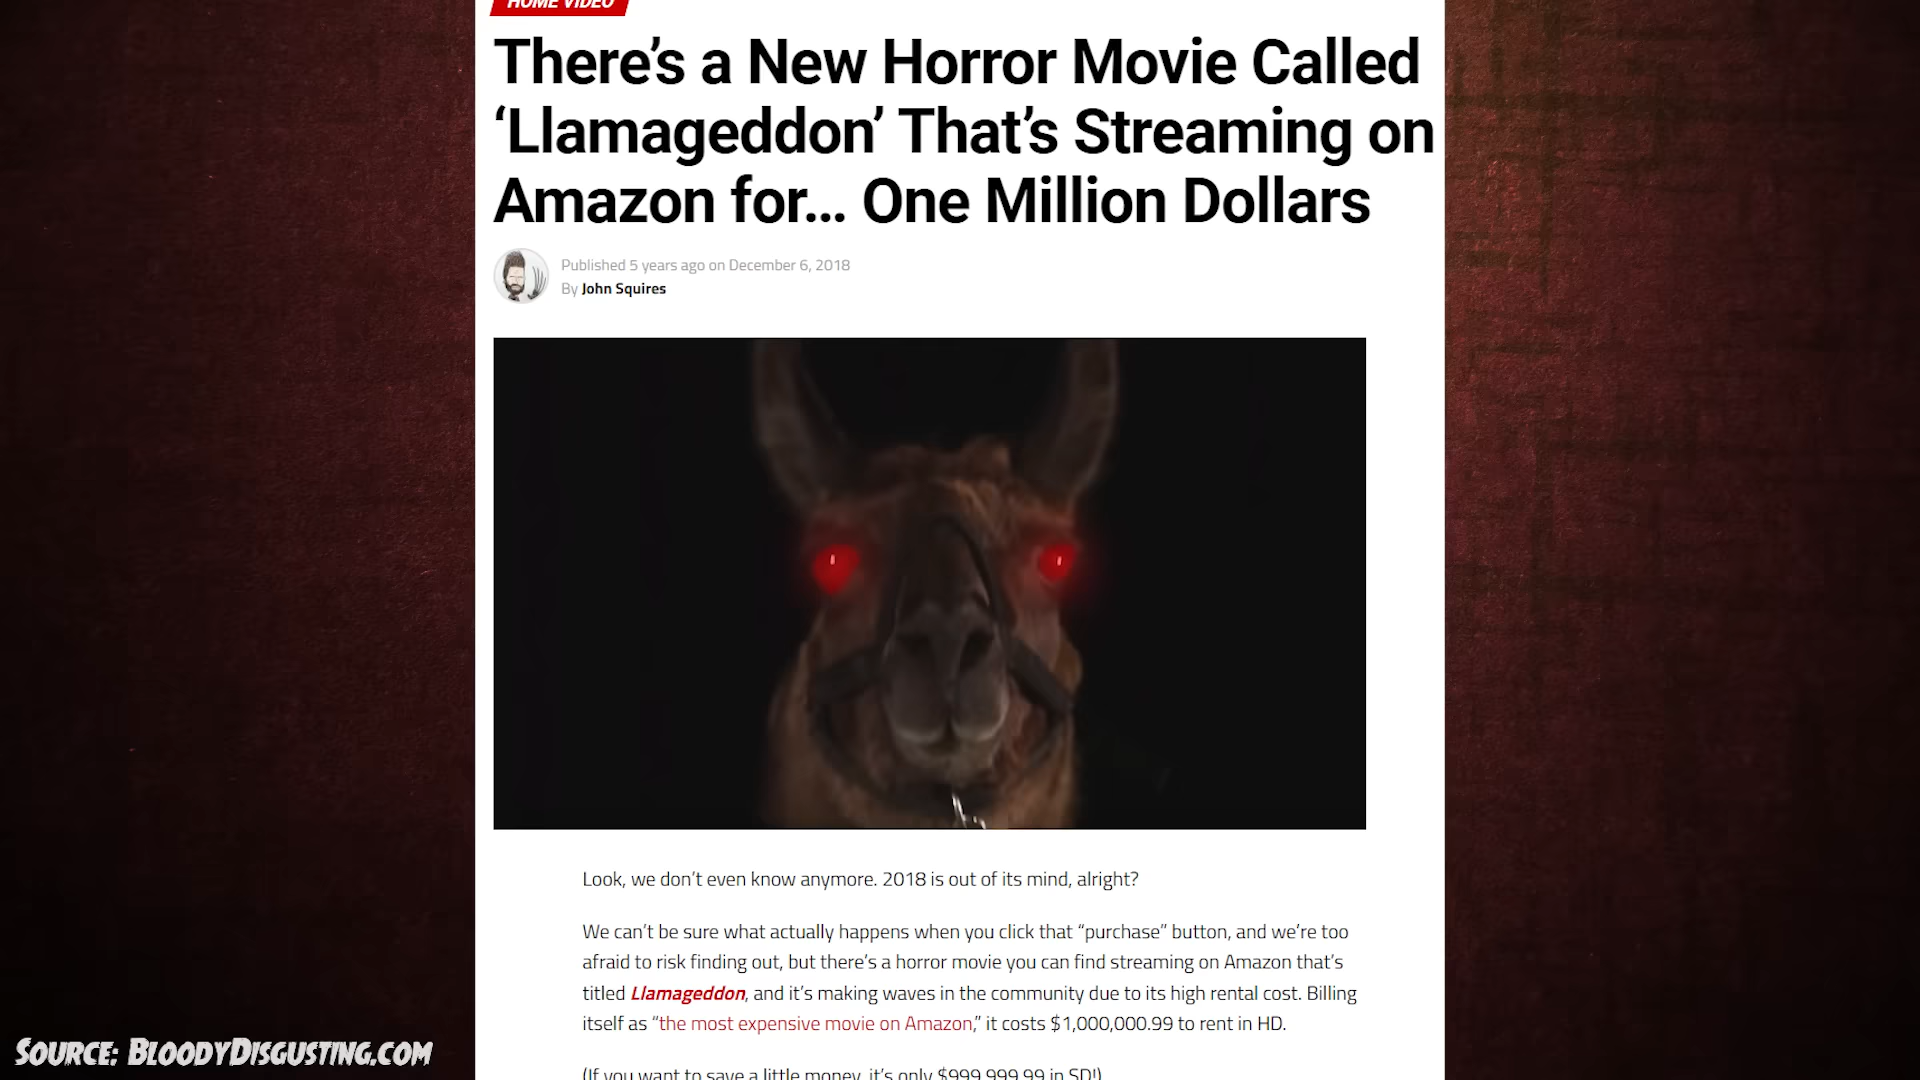 HOME VIDEO
There’s a New Horror Movie Called
‘Llamageddon’ That’s Streaming on
Amazon for... One Million Dollars
Published 5 years ago on December 6, 2018
By John Squires
Look, we don’t even know anymore. 2018 is out of its mind, alright?
We can’t be sure what actually happens when you click that “purchase” button, and we’re too
afraid to risk finding out, but there’s a horror movie you can find streaming on Amazon that’s
titled Llamageddon, and it’s making waves in the community due to its high rental cost. Billing
itself as “the most expensive movie on Amazon,” it costs $1,000,000.99 to rent in HD.
(If you want to save a little money, it’s only $999,999.99 in SD!)
Source: BloodyDisgusting.com